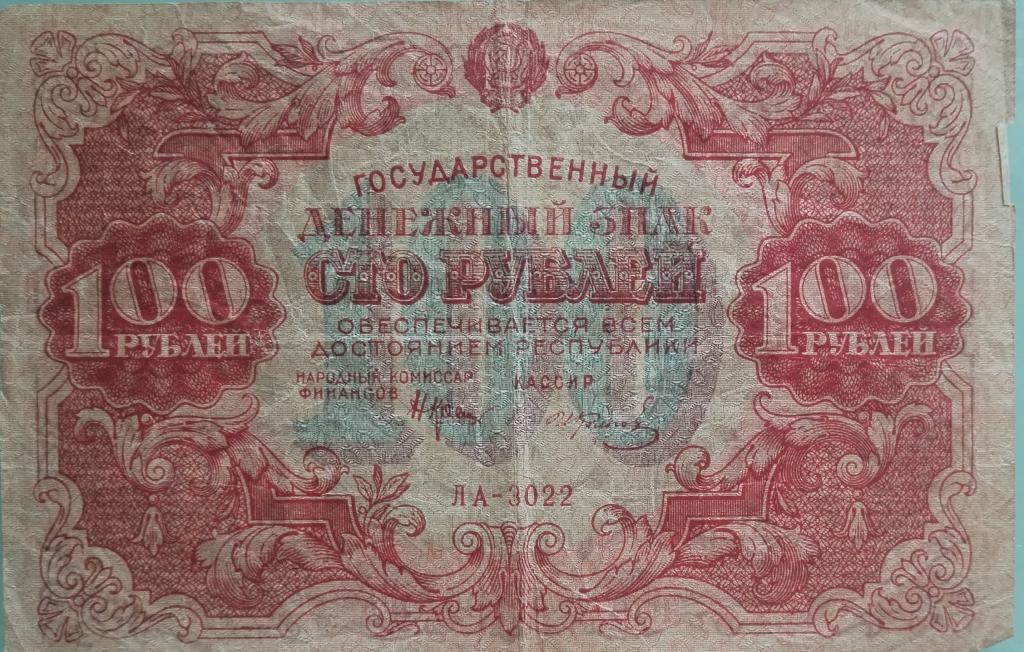 ГОСУДАРСТВЕННЫЙ
ДЕНЕЖНЫЙ ЗНАК
СТО РУБЛЕЙ
100
РУБЛЕЙ
100
РУБЛЕЙ
100
ОБЕСПЕЧИВАЕТСЯ ВСЕМ
ДОСТОЯНИЕМ РЕСПУБЛИКИ
НАРОДНЫЙ КОМИССАР
ФИНАНСОВ
КАССИР
ЛА-3022